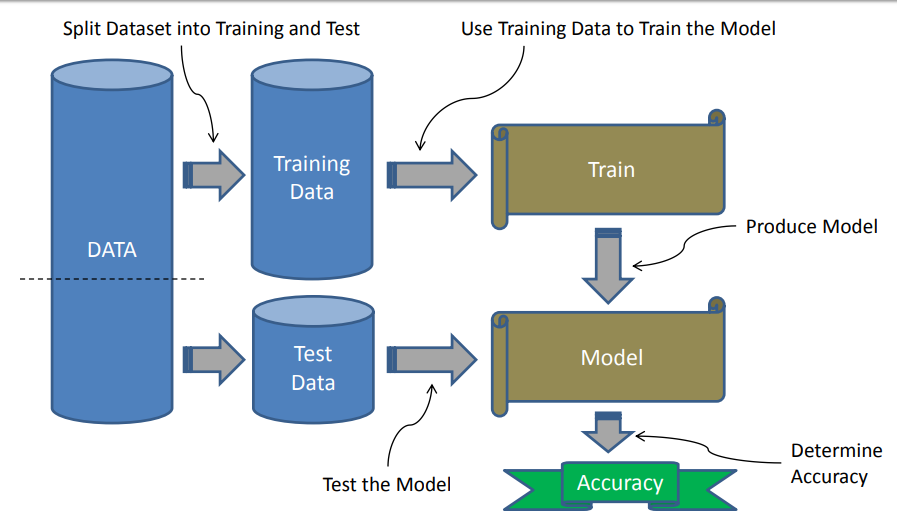 Split Dataset into Training and Test
Use Training Data to Train the Model
Training
Data
Train
Produce Model
DATA
Test
Data
Model
Determine
Accuracy
Test the Model
Accuracy